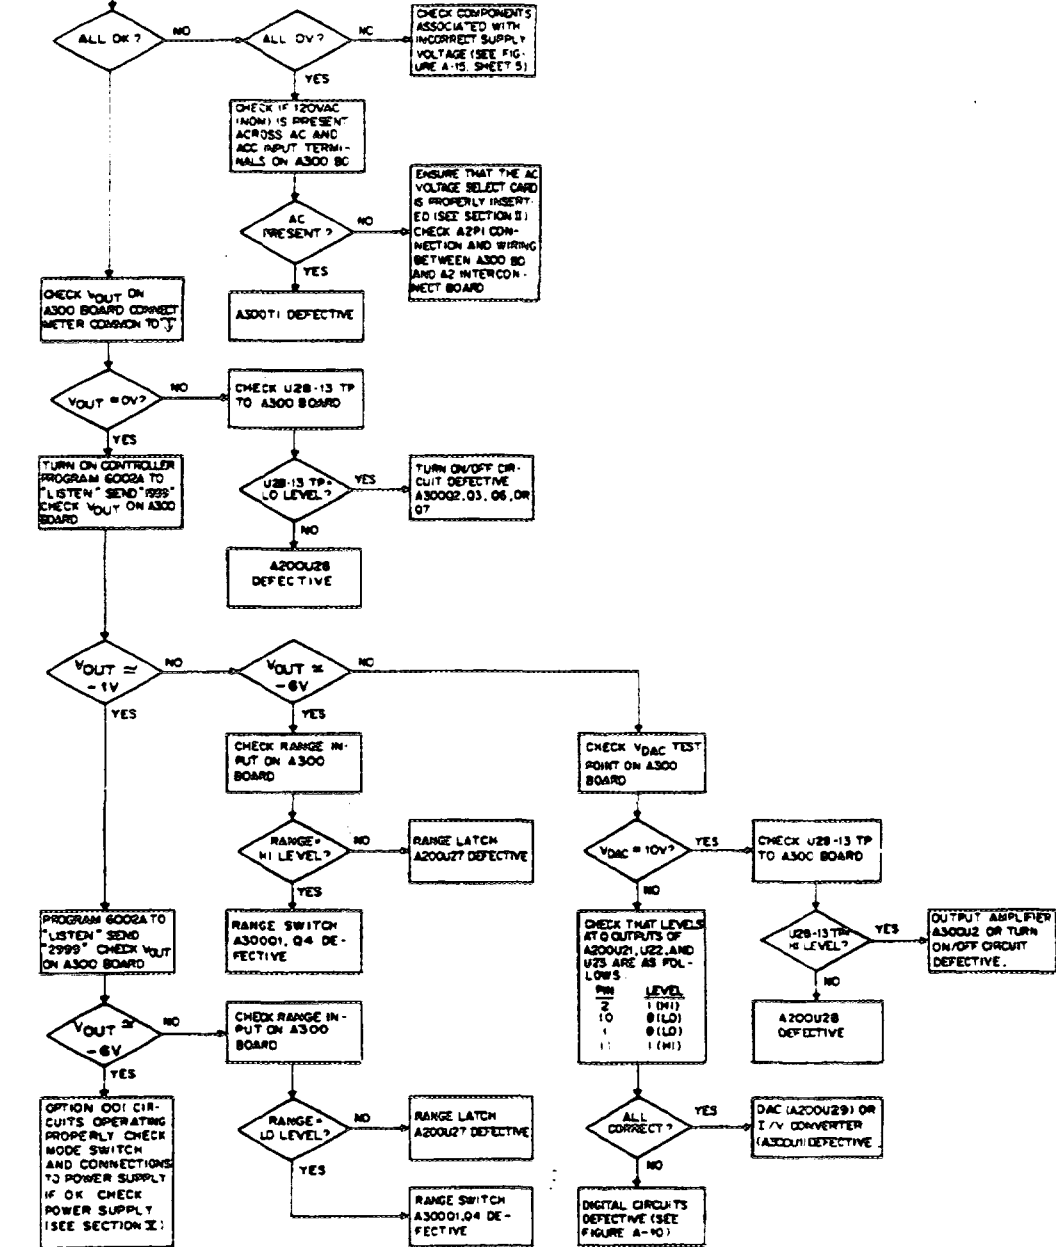 ALL OK?
NO
ALL 0V?
NO
CHECK COMPONENTS
ASSOCIATED WITH
INCORRECT SUPPLY
VOLTAGE (SEE FIG-
URE A-15, SHEET 5)
YES
CHECK IF 120VAC
(NOM) IS PRESENT
ACROSS AC AND
ACC INPUT TERMI-
NALS ON A300 BD
AC
PRESENT?
NO
ENSURE THAT THE AC
VOLTAGE SELECT CARD
IS PROPERLY INSERT-
ED (SEE SECTION II)
CHECK A2P1 CON-
NECTION AND WIRING
BETWEEN A300 BD
AND A2 INTERCON-
NECT BOARD
YES
A300T1 DEFECTIVE
CHECK VOUT ON
A300 BOARD CONNECT
METER COMMON TO
VOUT ≈ 0V?
NO
CHECK U28-13 TP
TO A300 BOARD
YES
TURN ON CONTROLLER
PROGRAM 6002A TO
"LISTEN" SEND "1999"
CHECK VOUT ON A300
BOARD
U28-13 TP=
LO LEVEL?
YES
TURN ON/OFF CIR-
CUIT DEFECTIVE
A300Q2, Q3, Q6, OR
Q7
NO
A200U28
DEFECTIVE
VOUT ≃
-1V
NO
VOUT ≃
-6V
NO
YES
YES
CHECK RANGE IN-
PUT ON A300
BOARD
CHECK VDAC TEST
POINT ON A300
BOARD
RANGE=
HI LEVEL?
NO
RANGE LATCH
A200U27 DEFECTIVE
VDAC = 10V?
YES
CHECK U28-13 TP
TO A300 BOARD
YES
NO
PROGRAM 6002A TO
"LISTEN" SEND
"2999" CHECK VOUT
ON A300 BOARD
RANGE SWITCH
A300Q1, Q4 DE-
FECTIVE
CHECK THAT LEVELS
AT Q OUTPUTS OF
A200U21, U22, AND
U23 ARE AS FOL-
LOWS
PIN LEVEL
2 1 (HI)
10 0 (LO)
1 0 (LO)
1 (HI)
U28-13 TP=
HI LEVEL?
YES
OUTPUT AMPLIFIER
A300U2 OR TURN
ON/OFF CIRCUIT
DEFECTIVE.
NO
A200U28
DEFECTIVE
VOUT ≃
-6V
NO
CHECK RANGE IN-
PUT ON A300
BOARD
YES
OPTION 001 CIR-
CUITS OPERATING
PROPERLY CHECK
MODE SWITCH
AND CONNECTIONS
TO POWER SUPPLY
IF OK CHECK
POWER SUPPLY
(SEE SECTION V)
RANGE=
LO LEVEL?
NO
RANGE LATCH
A200U27 DEFECTIVE
YES
RANGE SWITCH
A300Q1, Q4 DE-
FECTIVE
ALL
CORRECT?
YES
DAC (A200U29) OR
I/V CONVERTER
(A300U1) DEFECTIVE
NO
DIGITAL CIRCUITS
DEFECTIVE (SEE
FIGURE A-10)